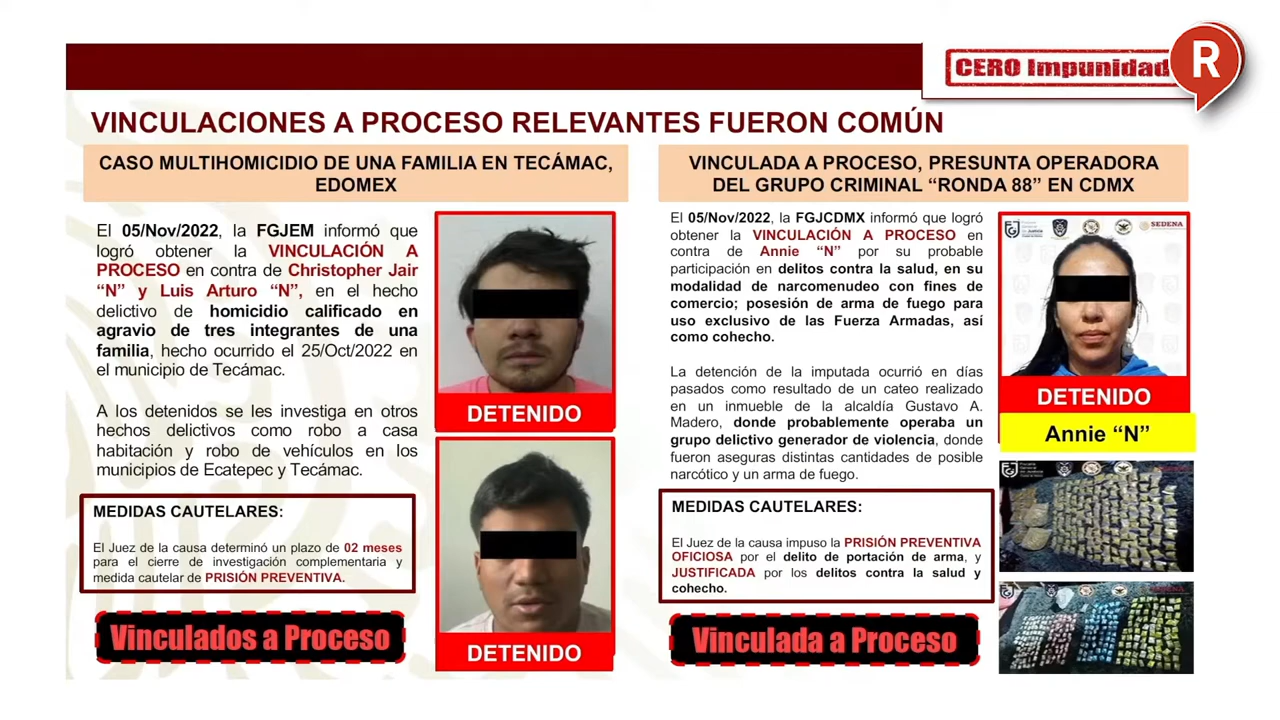 CERO Impunidad
R
VINCULACIONES A PROCESO RELEVANTES FUERON COMÚN
CASO MULTIHOMICIDIO DE UNA FAMILIA EN TECÁMAC,
EDOMEX
El 05/Nov/2022, la FGJEM informó que
logró obtener la VINCULACIÓN A
PROCESO en contra de Christopher Jair
“N” y Luis Arturo “N”, en el hecho
delictivo de homicidio calificado en
agravio de tres integrantes de una
familia, hecho ocurrido el 25/Oct/2022 en
el municipio de Tecámac.
A los detenidos se les investiga en otros
hechos delictivos como robo a casa
habitación y robo de vehículos en los
municipios de Ecatepec y Tecámac.
MEDIDAS CAUTELARES:
El Juez de la causa determinó un plazo de 02 meses
para el cierre de investigación complementaria y
medida cautelar de PRISIÓN PREVENTIVA.
Vinculados a Proceso
DETENIDO
DETENIDO
VINCULADA A PROCESO, PRESUNTA OPERADORA
DEL GRUPO CRIMINAL “RONDA 88” EN CDMX
El 05/Nov/2022, la FGJCDMX informó que logró
obtener la VINCULACIÓN A PROCESO en
contra de Annie “N” por su probable
participación en delitos contra la salud, en su
modalidad de narcomenudeo con fines de
comercio; posesión de arma de fuego para
uso exclusivo de las Fuerza Armadas, así
como cohecho.
La detención de la imputada ocurrió en días
pasados como resultado de un cateo realizado
en un inmueble de la alcaldía Gustavo A.
Madero, donde probablemente operaba un
grupo delictivo generador de violencia, donde
fueron aseguras distintas cantidades de posible
narcótico y un arma de fuego.
MEDIDAS CAUTELARES:
El Juez de la causa impuso la PRISIÓN PREVENTIVA
OFICIOSA por el delito de portación de arma, y
JUSTIFICADA por los delitos contra la salud y
cohecho.
Vinculada a Proceso
SEDENA
DETENIDO
Annie “N”